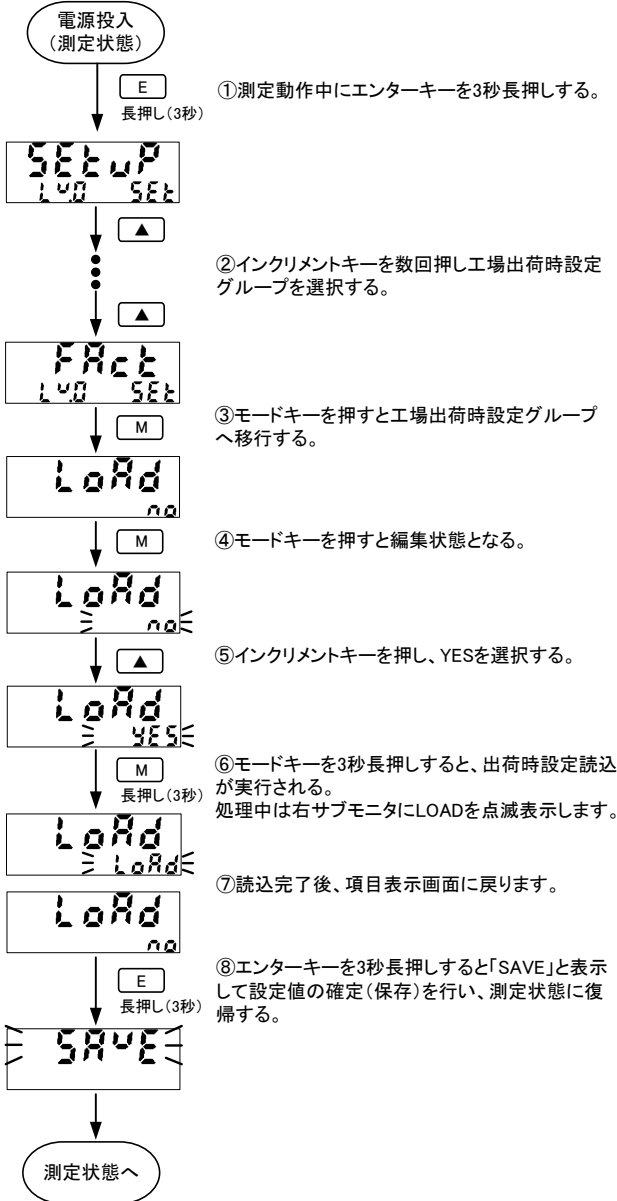 電源投入
(測定状態)
E
長押し(3秒)
①測定動作中にエンターキーを3秒長押しする。
SEtuP
Lv.0 SEt
▲
②インクリメントキーを数回押し工場出荷時設定
グループを選択する。
▲
FAct
Lv.0 SEt
M
③モードキーを押すと工場出荷時設定グループ
へ移行する。
LoAd
no
M
④モードキーを押すと編集状態となる。
LoAd
no
▲
⑤インクリメントキーを押し、YESを選択する。
LoAd
YES
M
長押し(3秒)
⑥モードキーを3秒長押しすると、出荷時設定読込
が実行される。
処理中は右サブモニタにLOADを点滅表示します。
LoAd
LoAd
⑦読込完了後、項目表示画面に戻ります。
LoAd
no
E
長押し(3秒)
⑧エンターキーを3秒長押しすると「SAVE」と表示
して設定値の確定(保存)を行い、測定状態に復
帰する。
SAvE
測定状態へ